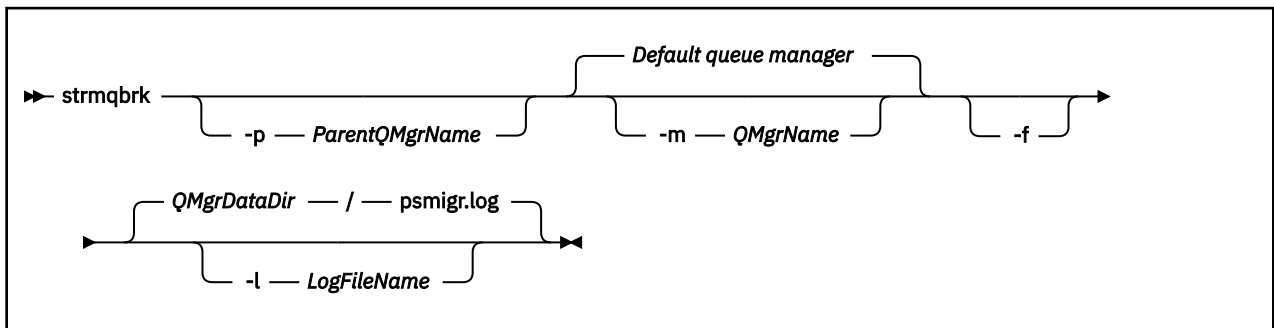 Default queue manager
strmqbrk
-p ParentQMgrName -m QMgrName -f
QMgrDataDir / psmigr.log
-l LogFileName